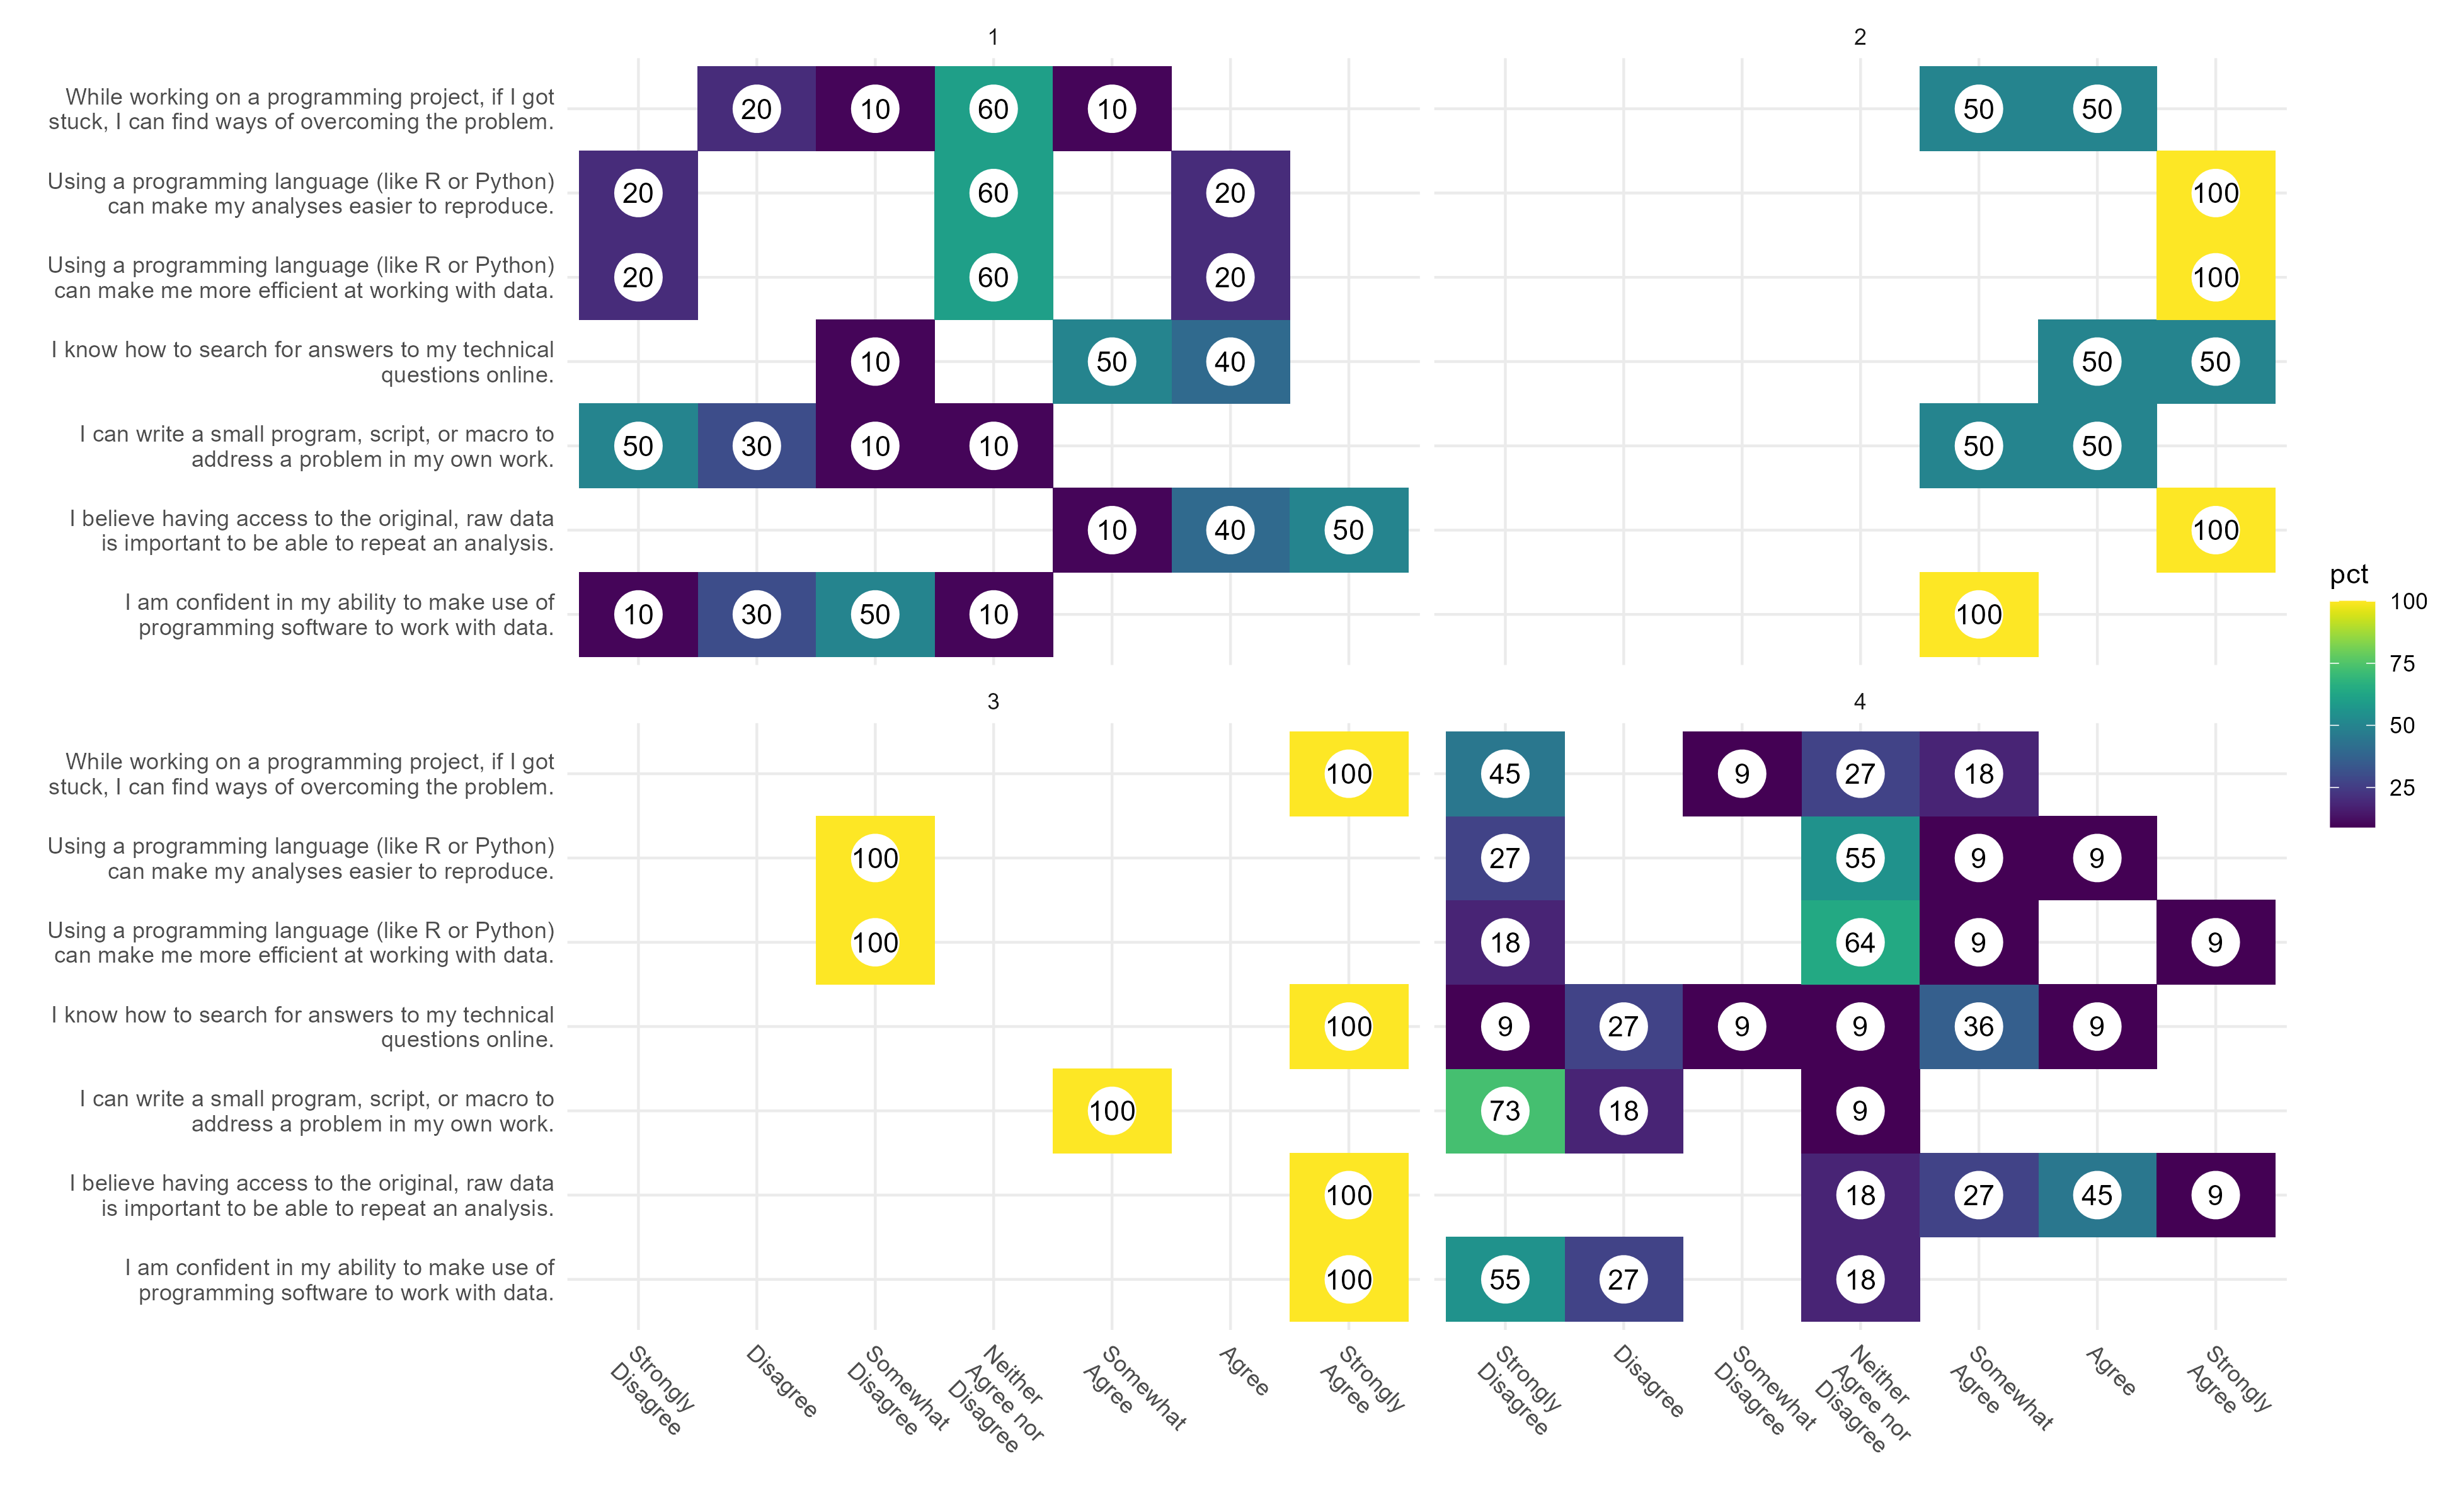 1
2
While working on a programming project, if I got
stuck, I can find ways of overcoming the problem.
20 10 60 10
50 50
Using a programming language (like R or Python)
can make my analyses easier to reproduce.
20 60 20
100
Using a programming language (like R or Python)
can make me more efficient at working with data.
20 60 20
100
I know how to search for answers to my technical
questions online.
10 50 40
50 50
I can write a small program, script, or macro to
address a problem in my own work.
50 30 10 10
50 50
I believe having access to the original, raw data
is important to be able to repeat an analysis.
10 40 50
100
I am confident in my ability to make use of
programming software to work with data.
10 30 50 10
100
3
4
While working on a programming project, if I got
stuck, I can find ways of overcoming the problem.
100
45 9 27 18
Using a programming language (like R or Python)
can make my analyses easier to reproduce.
100
27 55 9 9
Using a programming language (like R or Python)
can make me more efficient at working with data.
100
18 64 9 9
I know how to search for answers to my technical
questions online.
100
9 27 9 9 36 9
I can write a small program, script, or macro to
address a problem in my own work.
100
73 18 9
I believe having access to the original, raw data
is important to be able to repeat an analysis.
100
18 27 45 9
I am confident in my ability to make use of
programming software to work with data.
100
55 27 18
Strongly
Disagree
Disagree
Somewhat
Disagree
Neither
Agree nor
Disagree
Somewhat
Agree
Agree
Strongly
Agree
Strongly
Disagree
Disagree
Somewhat
Disagree
Neither
Agree nor
Disagree
Somewhat
Agree
Agree
Strongly
Agree
pct
100
75
50
25